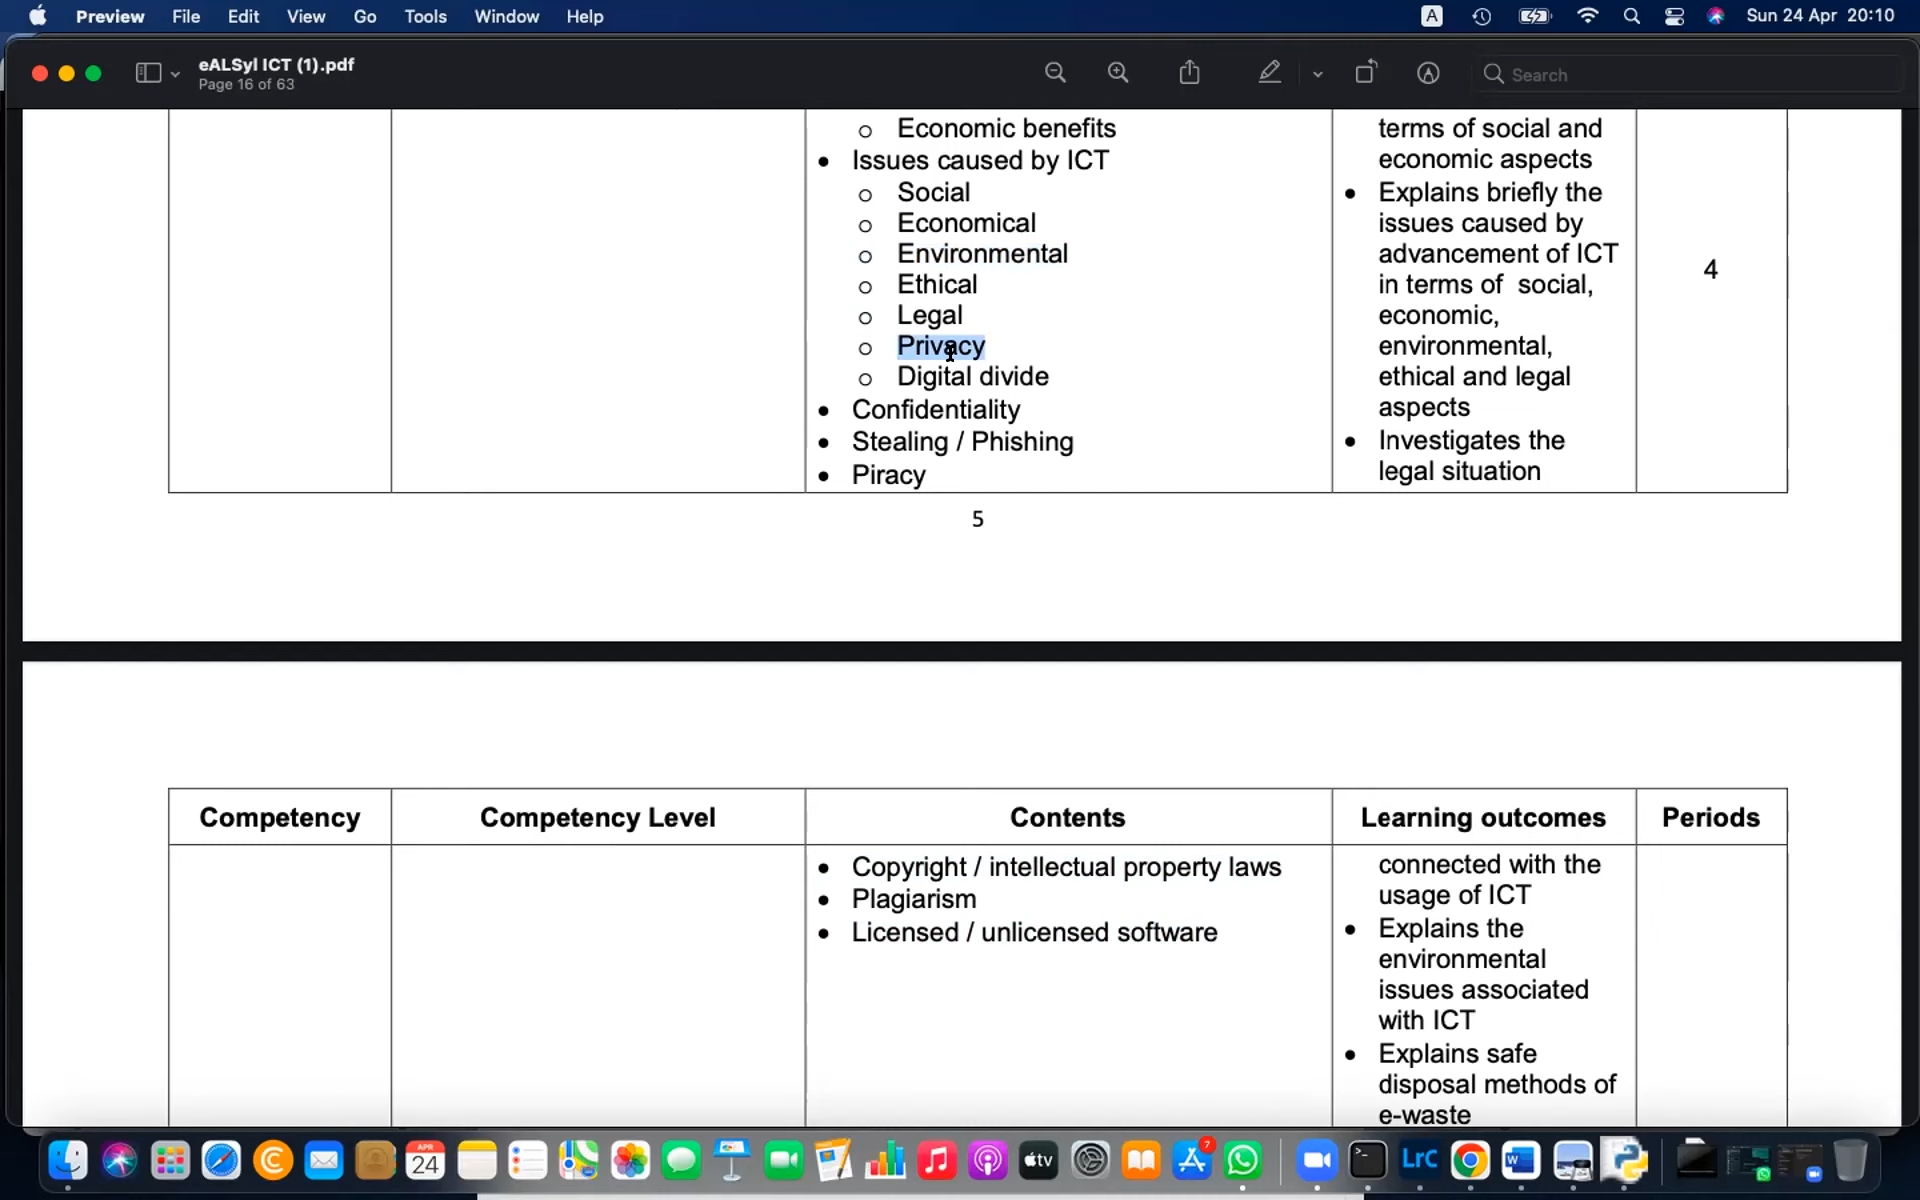 Preview File Edit View Go Tools Window Help A Sun 24 Apr 20:10
eALSyl ICT (1).pdf
Page 16 of 63
Search
o Economic benefits
• Issues caused by ICT
o Social
o Economical
o Environmental
o Ethical
o Legal
o Privacy
o Digital divide
• Confidentiality
• Stealing / Phishing
• Piracy
terms of social and
economic aspects
• Explains briefly the
issues caused by
advancement of ICT
in terms of social,
economic,
environmental,
ethical and legal
aspects
• Investigates the
legal situation
4
5
Competency Competency Level Contents Learning outcomes Periods
• Copyright / intellectual property laws
• Plagiarism
• Licensed / unlicensed software
connected with the
usage of ICT
• Explains the
environmental
issues associated
with ICT
• Explains safe
disposal methods of
e-waste
APR
24
tv
7
LrC
W